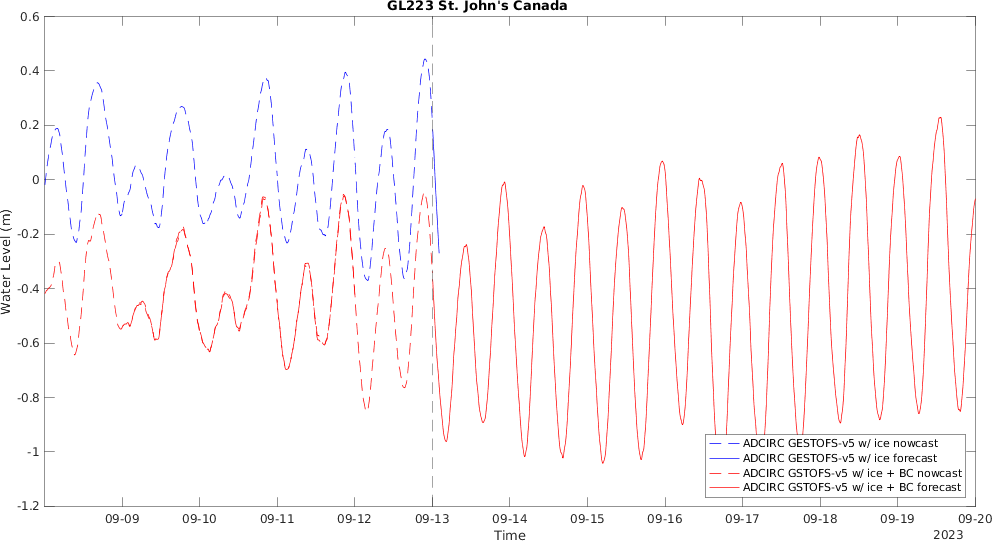 GL223 St. John's Canada
0.6
0.4
0.2
0
-0.2
-0.4
-0.6
-0.8
-1
-1.2
Water Level (m)
ADCIRC GESTOFS-v5 w/ ice nowcast
ADCIRC GESTOFS-v5 w/ ice forecast
ADCIRC GSTOFS-v5 w/ ice + BC nowcast
ADCIRC GSTOFS-v5 w/ ice + BC forecast
09-09 09-10 09-11 09-12 09-13 09-14 09-15 09-16 09-17 09-18 09-19 09-20
Time
2023